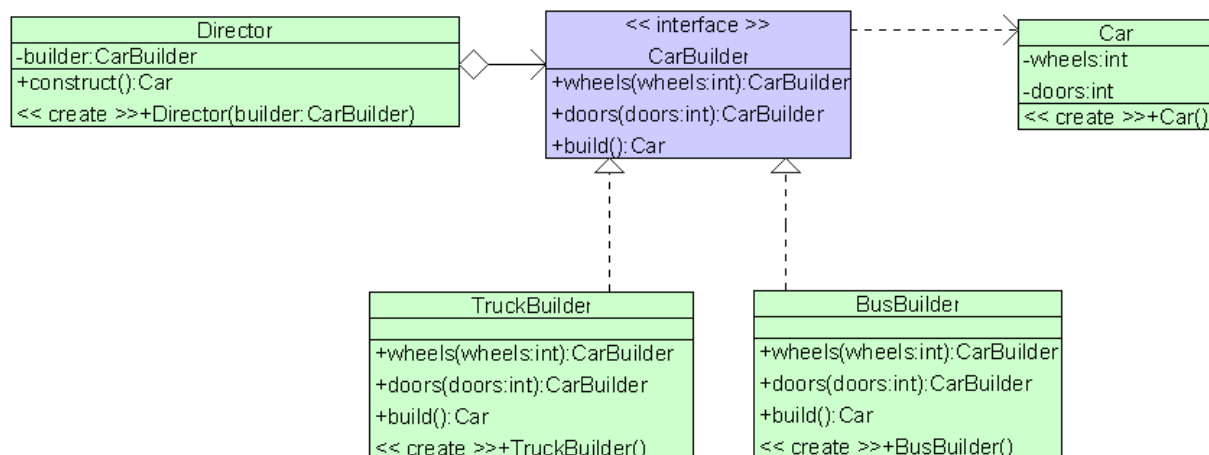 Director
-builder:CarBuilder
+construct():Car
<< create >>+Director(builder:CarBuilder)
<< interface >>
CarBuilder
+wheels(wheels:int):CarBuilder
+doors(doors:int):CarBuilder
+build():Car
Car
-wheels:int
-doors:int
<< create >>+Car()
TruckBuilder
+wheels(wheels:int):CarBuilder
+doors(doors:int):CarBuilder
+build():Car
<< create >>+TruckBuilder()
BusBuilder
+wheels(wheels:int):CarBuilder
+doors(doors:int):CarBuilder
+build():Car
<< create >>+BusBuilder()